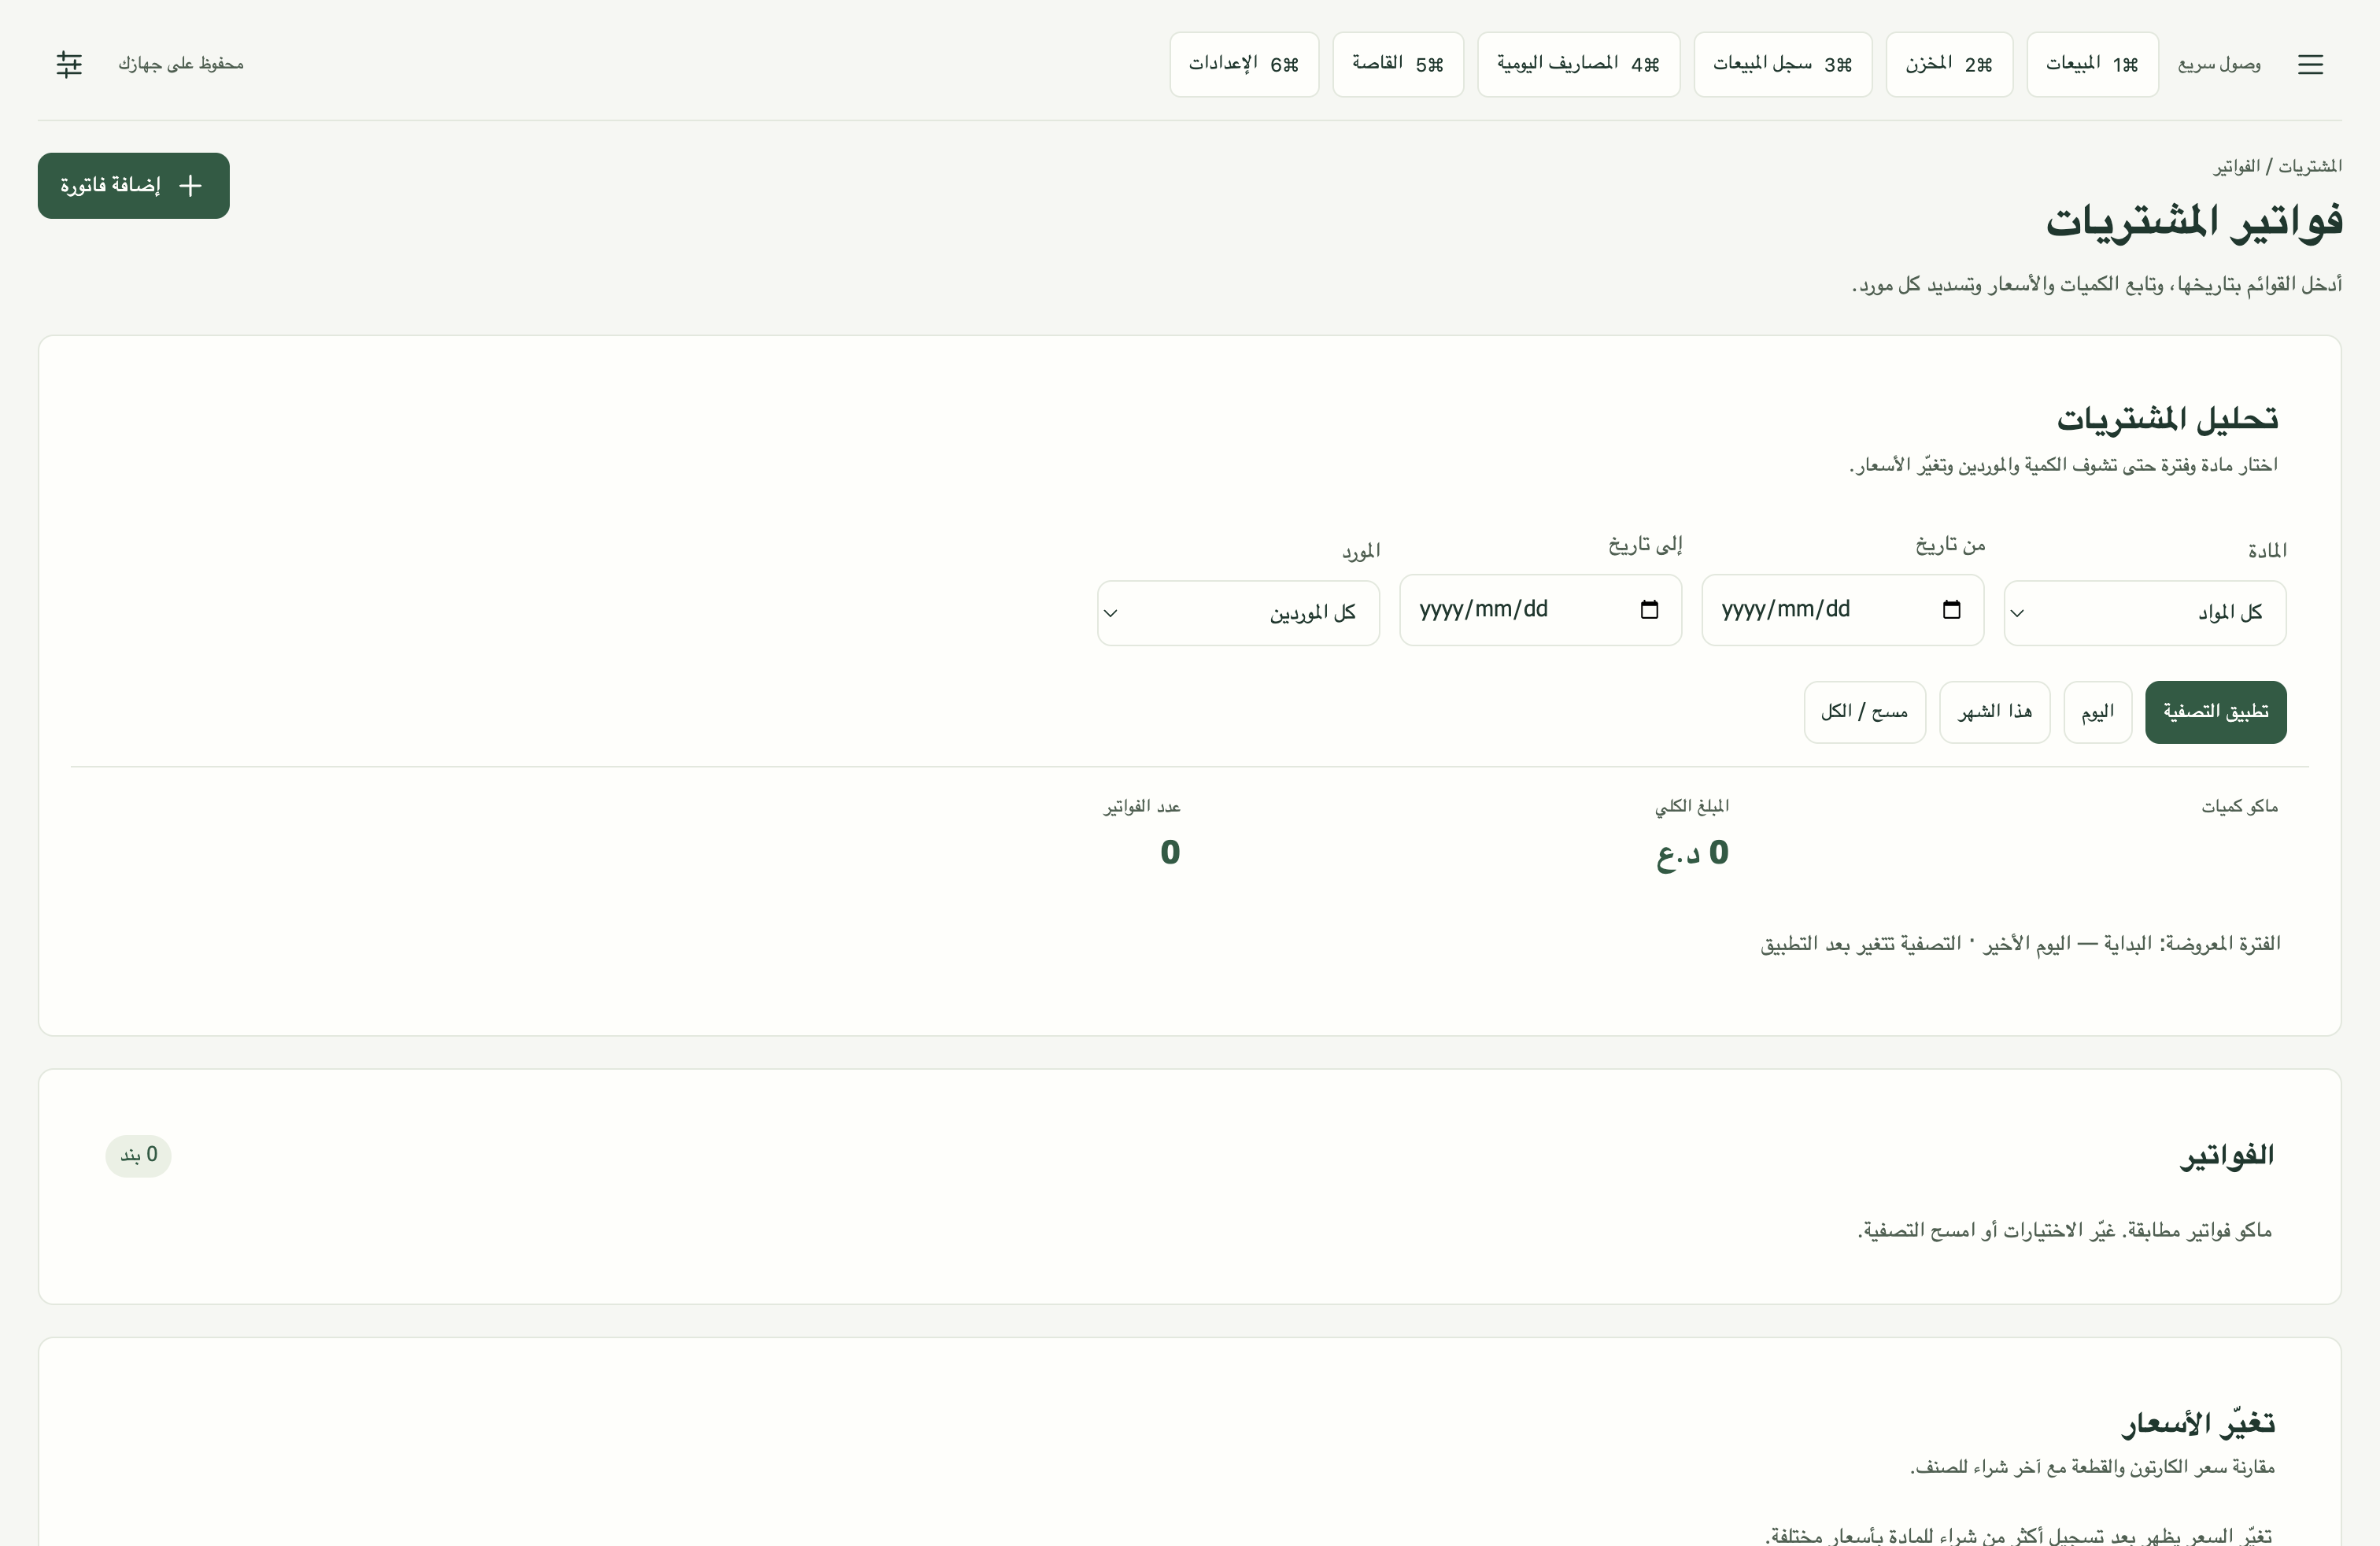 وصول سريع
⌘1 المبيعات
⌘2 المخزن
⌘3 سجل المبيعات
⌘4 المصاريف اليومية
⌘5 القاصة
⌘6 الإعدادات
محفوظ على جهازك
المشتريات / الفواتير
إضافة فاتورة
فواتير المشتريات
أدخل القوائم بتاريخها، وتابع الكميات والأسعار وتسديد كل مورد.
تحليل المشتريات
اختار مادة وفترة حتى تشوف الكمية والموردين وتغيّر الأسعار.
المادة
من تاريخ
إلى تاريخ
المورد
كل المواد
yyyy/mm/dd
yyyy/mm/dd
كل الموردين
تطبيق التصفية
اليوم
هذا الشهر
مسح / الكل
ماكو كميات
المبلغ الكلي
عدد الفواتير
0 د.ع
0
الفترة المعروضة: البداية — اليوم الأخير · التصفية تتغير بعد التطبيق
الفواتير
0 بند
ماكو فواتير مطابقة. غيّر الاختيارات أو امسح التصفية.
تغيّر الأسعار
مقارنة سعر الكارتون والقطعة مع آخر شراء للصنف.
تغيّر السعر يظهر بعد تسجيل أكثر من شراء للمادة بأسعار مختلفة.